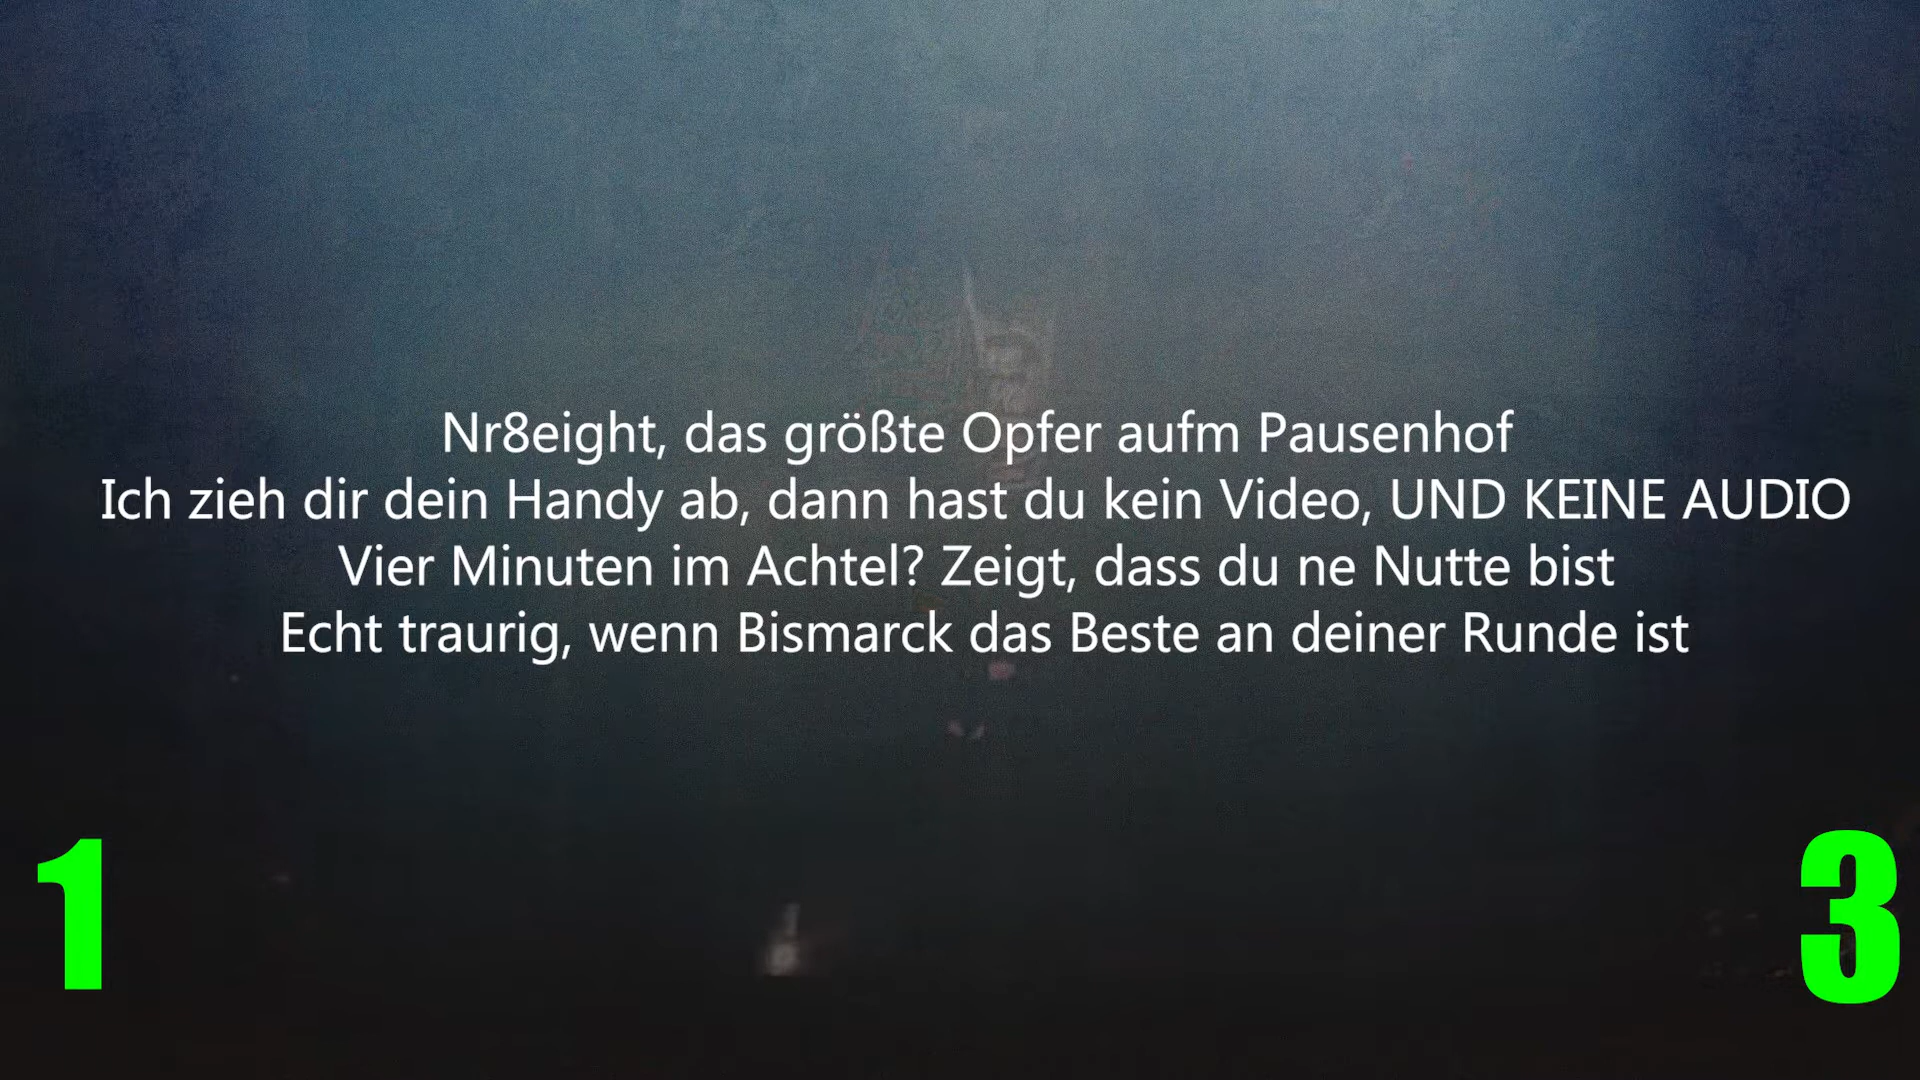 Nr8eight, das größte Opfer aufm Pausenhof
Ich zieh dir dein Handy ab, dann hast du kein Video, UND KEINE AUDIO
Vier Minuten im Achtel? Zeigt, dass du ne Nutte bist
Echt traurig, wenn Bismarck das Beste an deiner Runde ist
1
3